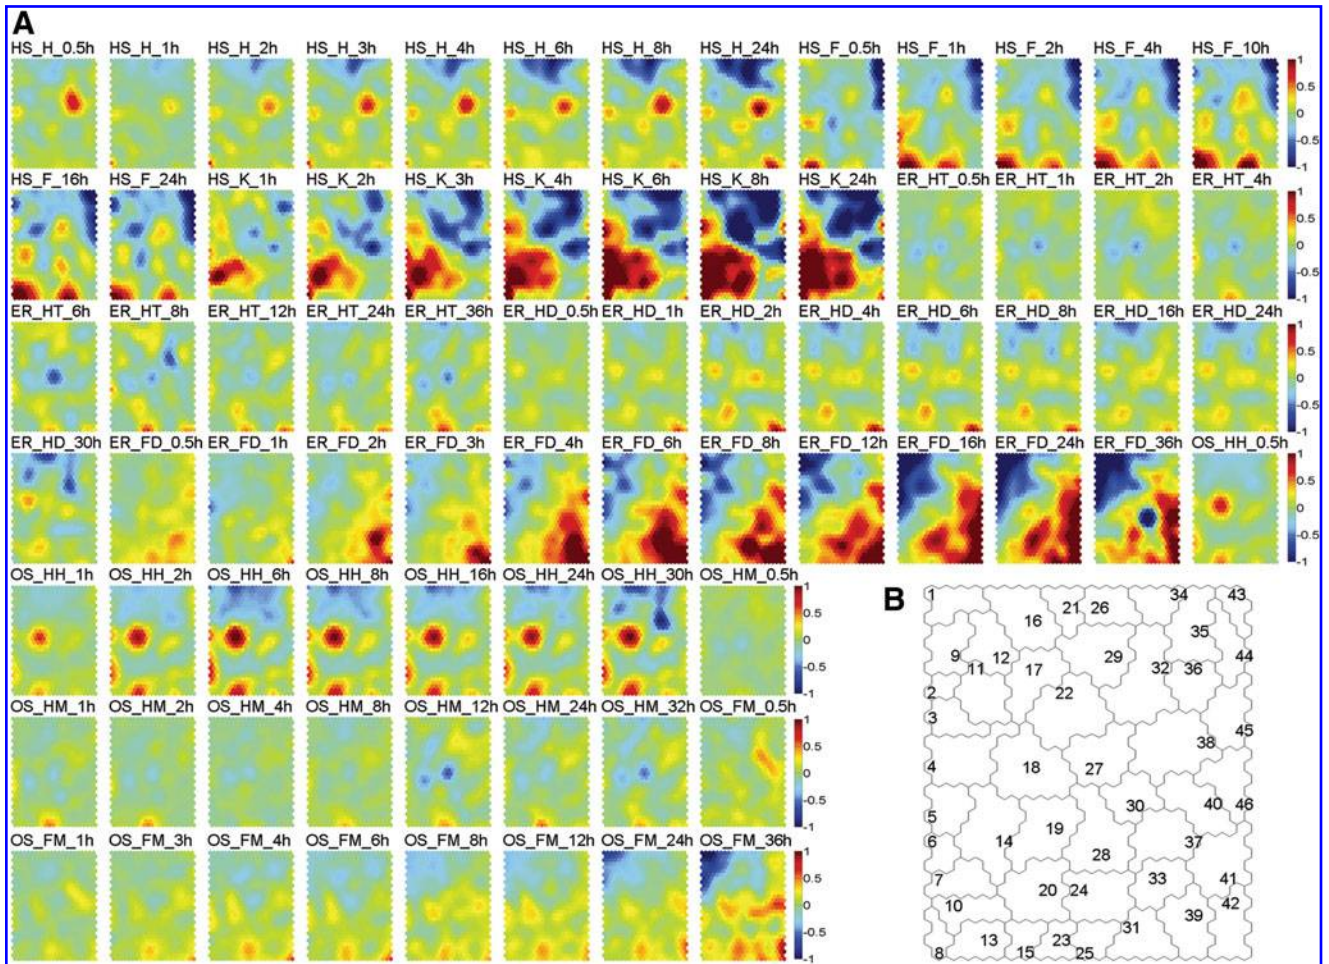 A
HS_H_0.5h HS_H_1h HS_H_2h HS_H_3h HS_H_4h HS_H_6h HS_H_8h HS_H_24h HS_F_0.5h HS_F_1h HS_F_2h HS_F_4h HS_F_10h
1
0.5
0
-0.5
-1
HS_F_16h HS_F_24h HS_K_1h HS_K_2h HS_K_3h HS_K_4h HS_K_6h HS_K_8h HS_K_24h ER_HT_0.5h ER_HT_1h ER_HT_2h ER_HT_4h
1
0.5
0
-0.5
-1
ER_HT_6h ER_HT_8h ER_HT_12h ER_HT_24h ER_HT_36h ER_HD_0.5h ER_HD_1h ER_HD_2h ER_HD_4h ER_HD_6h ER_HD_8h ER_HD_16h ER_HD_24h
1
0.5
0
-0.5
-1
ER_HD_30h ER_FD_0.5h ER_FD_1h ER_FD_2h ER_FD_3h ER_FD_4h ER_FD_6h ER_FD_8h ER_FD_12h ER_FD_16h ER_FD_24h ER_FD_36h OS_HH_0.5h
1
0.5
0
-0.5
-1
OS_HH_1h OS_HH_2h OS_HH_6h OS_HH_8h OS_HH_16h OS_HH_24h OS_HH_30h OS_HM_0.5h
1
0.5
0
-0.5
-1
OS_HM_1h OS_HM_2h OS_HM_4h OS_HM_8h OS_HM_12h OS_HM_24h OS_HM_32h OS_FM_0.5h
1
0.5
0
-0.5
-1
OS_FM_1h OS_FM_3h OS_FM_4h OS_FM_6h OS_FM_8h OS_FM_12h OS_FM_24h OS_FM_36h
1
0.5
0
-0.5
-1
B
1 34 43
21 26
16
35
9 12 29 44
11 17 32 36
2 22
3
45
38
4 18 27
30 40 46
5
19
6 14 37
28
7 33 41
20 24
10 42
39
31
13 23
8 15 25